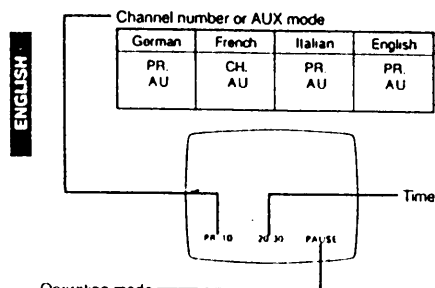 Channel number or AUX mode
German French Italian English
PR. CH. PR. PR.
AU AU AU AU
ENGLISH
Time
PR 10 20 30 PAUSE
Operation mode